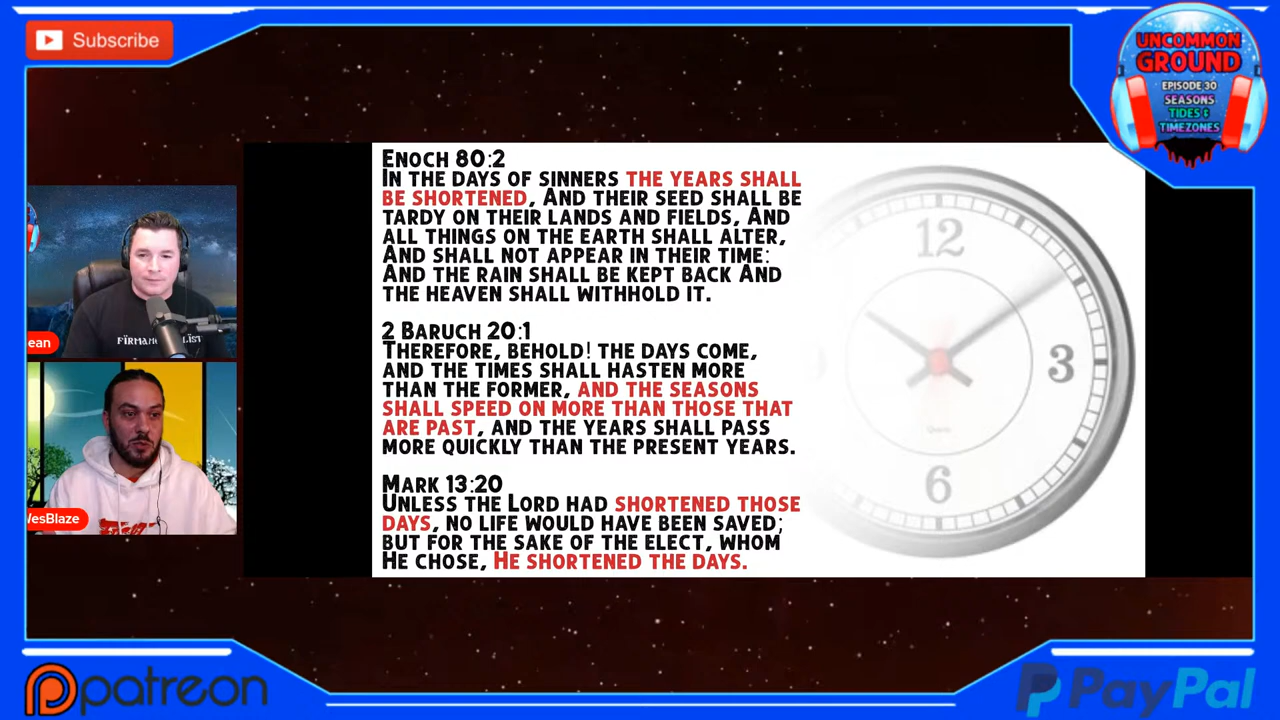 Subscribe
UNCOMMON
GROUND
EPISODE 30
SEASONS
TIDES &
TIMEZONES
ENOCH 80:2
IN THE DAYS OF SINNERS THE YEARS SHALL
BE SHORTENED, AND THEIR SEED SHALL BE
TARDY ON THEIR LANDS AND FIELDS, AND
ALL THINGS ON THE EARTH SHALL ALTER,
AND SHALL NOT APPEAR IN THEIR TIME:
AND THE RAIN SHALL BE KEPT BACK AND
THE HEAVEN SHALL WITHHOLD IT.
2 BARUCH 20:1
THEREFORE, BEHOLD! THE DAYS COME,
AND THE TIMES SHALL HASTEN MORE
THAN THE FORMER, AND THE SEASONS
SHALL SPEED ON MORE THAN THOSE THAT
ARE PAST, AND THE YEARS SHALL PASS
MORE QUICKLY THAN THE PRESENT YEARS.
MARK 13:20
UNLESS THE LORD HAD SHORTENED THOSE
DAYS, NO LIFE WOULD HAVE BEEN SAVED;
BUT FOR THE SAKE OF THE ELECT, WHOM
HE CHOSE, HE SHORTENED THE DAYS.
12
3
6
ean
WesBlaze
patreon
PayPal